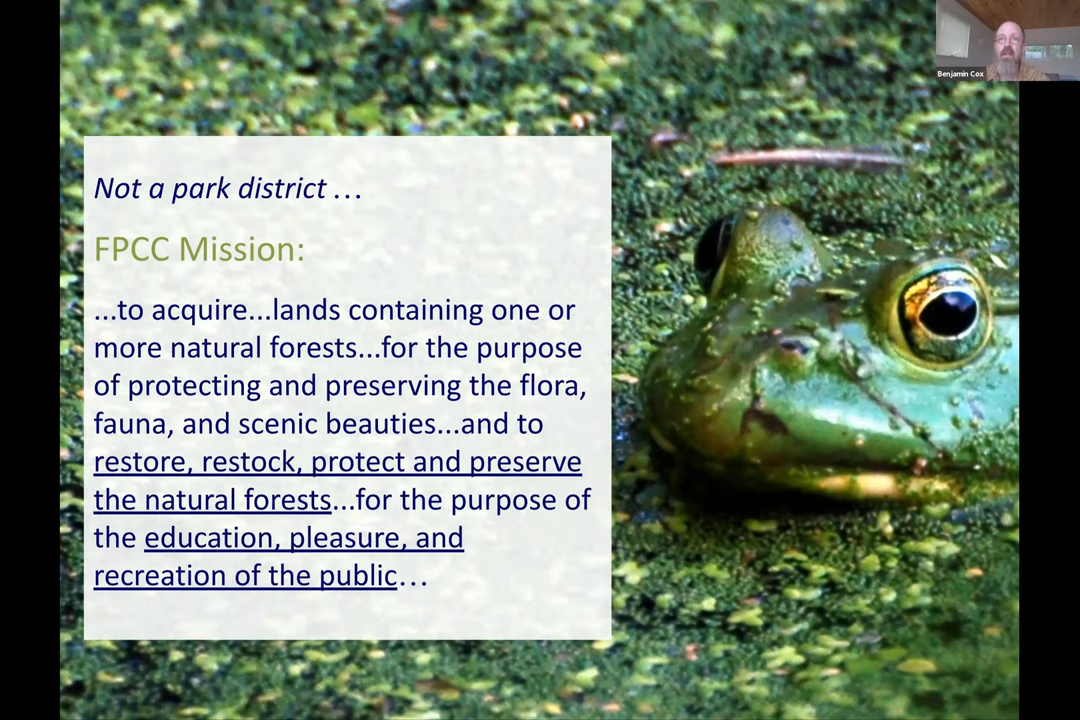 Benjamin Cox
Not a park district …
FPCC Mission:
...to acquire...lands containing one or
more natural forests...for the purpose
of protecting and preserving the flora,
fauna, and scenic beauties...and to
restore, restock, protect and preserve
the natural forests...for the purpose of
the education, pleasure, and
recreation of the public…